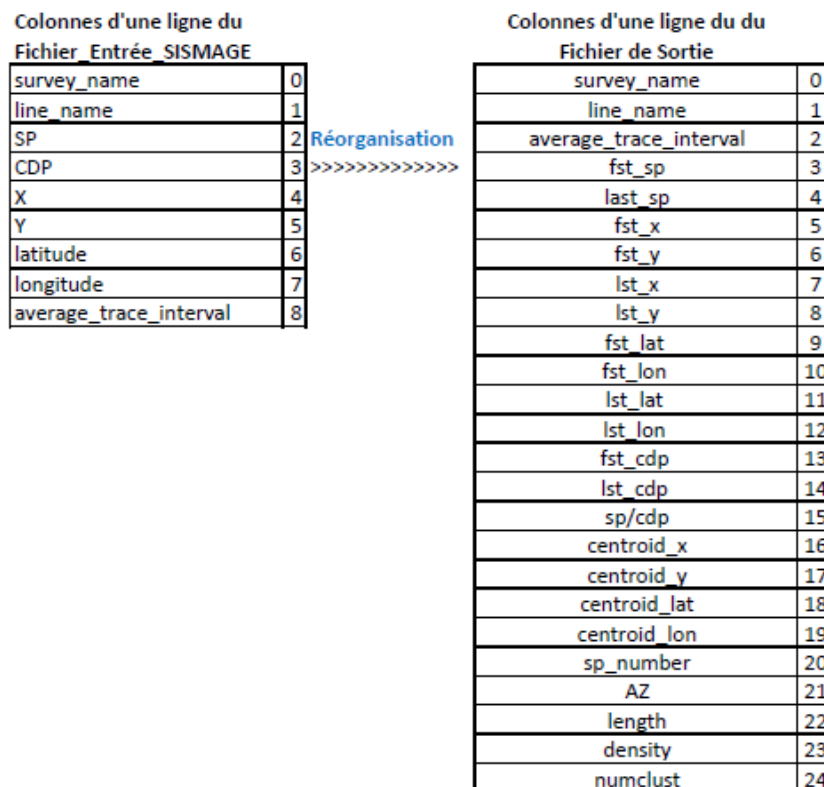 Colonnes d'une ligne du
Fichier_Entrée_SISMAGE
survey_name 0
line_name 1
SP 2
CDP 3
X 4
Y 5
latitude 6
longitude 7
average_trace_interval 8
Réorganisation
>>>>>>>>>>>>>
Colonnes d'une ligne du du
Fichier de Sortie
survey_name 0
line_name 1
average_trace_interval 2
fst_sp 3
last_sp 4
fst_x 5
fst_y 6
lst_x 7
lst_y 8
fst_lat 9
fst_lon 10
lst_lat 11
lst_lon 12
fst_cdp 13
lst_cdp 14
sp/cdp 15
centroid_x 16
centroid_y 17
centroid_lat 18
centroid_lon 19
sp_number 20
AZ 21
length 22
density 23
numclust 24